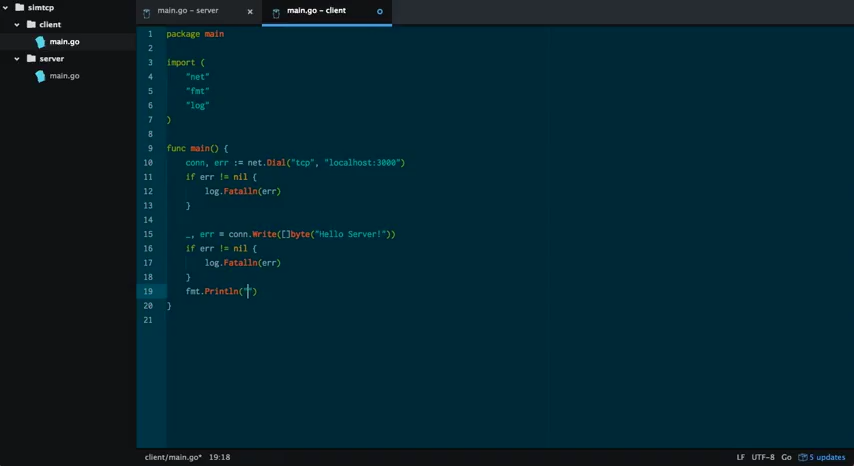 simtcp
client
main.go
server
main.go
main.go - server ×
main.go - client
1 package main
2
3 import (
4 "net"
5 "fmt"
6 "log"
7 )
8
9 func main() {
10 conn, err := net.Dial("tcp", "localhost:3000")
11 if err != nil {
12 log.Fatalln(err)
13 }
14
15 _, err = conn.Write([]byte("Hello Server!"))
16 if err != nil {
17 log.Fatalln(err)
18 }
19 fmt.Println("")
20 }
21
client/main.go* 19:18
LF UTF-8 Go 5 updates